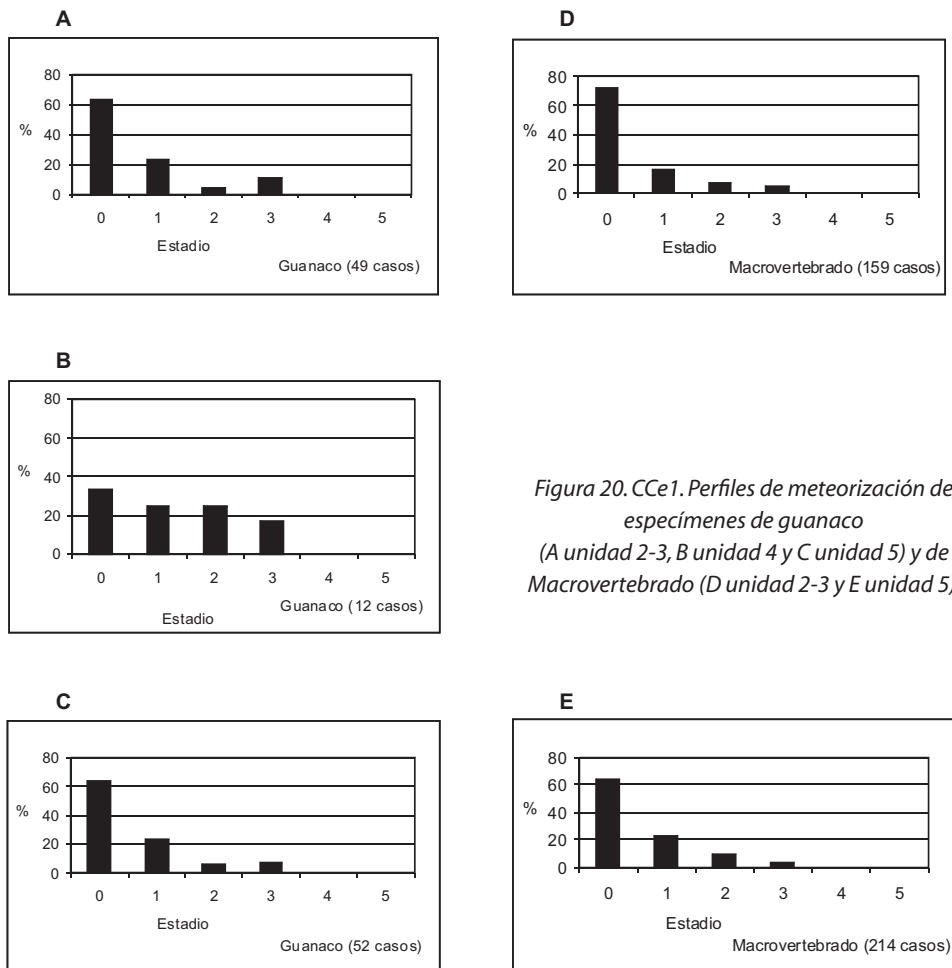 A
80
60
%
40
20
0
0 1 2 3 4 5
Estadio
Guanaco (49 casos)
D
80
60
%
40
20
0
0 1 2 3 4 5
Estadio
Macrovertebrado (159 casos)
B
80
60
%
40
20
0
0 1 2 3 4 5
Guanaco (12 casos)
Estadio
Figura 20. CCe1. Perfiles de meteorización de
especímenes de guanaco
(A unidad 2-3, B unidad 4 y C unidad 5) y de
Macrovertebrado (D unidad 2-3 y E unidad 5)
C
80
60
%
40
20
0
0 1 2 3 4 5
Estadio
Guanaco (52 casos)
E
80
60
%
40
20
0
0 1 2 3 4 5
Estadio
Macrovertebrado (214 casos)